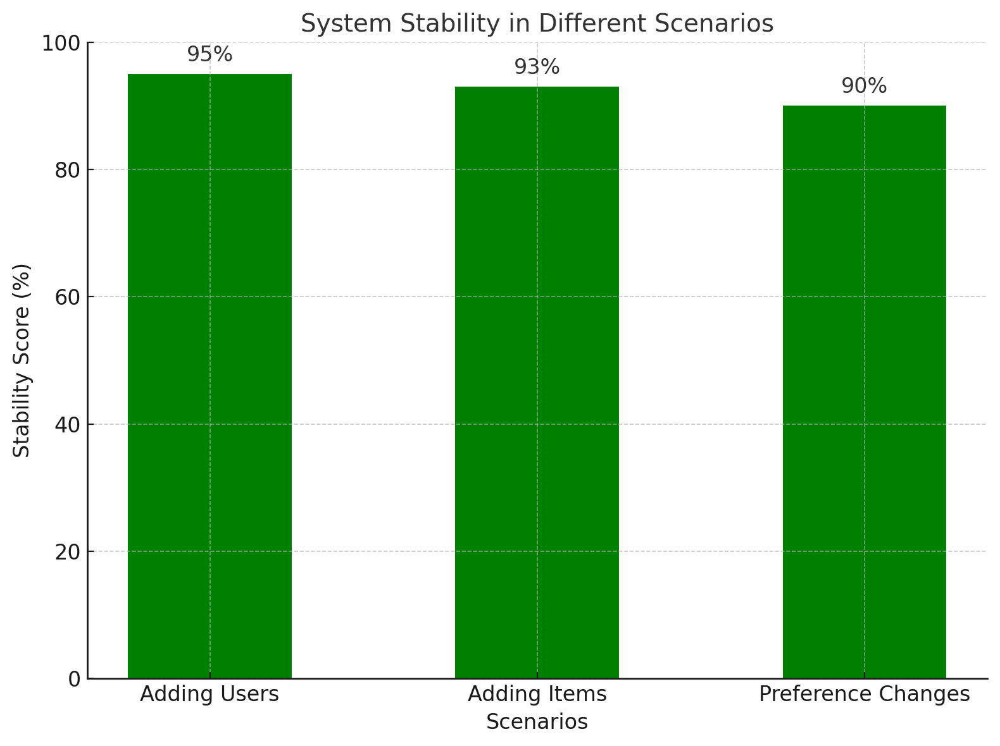 System Stability in Different Scenarios
100
95%
93%
90%
80
60
40
20
0
Stability Score (%)
Adding Users
Adding Items
Preference Changes
Scenarios